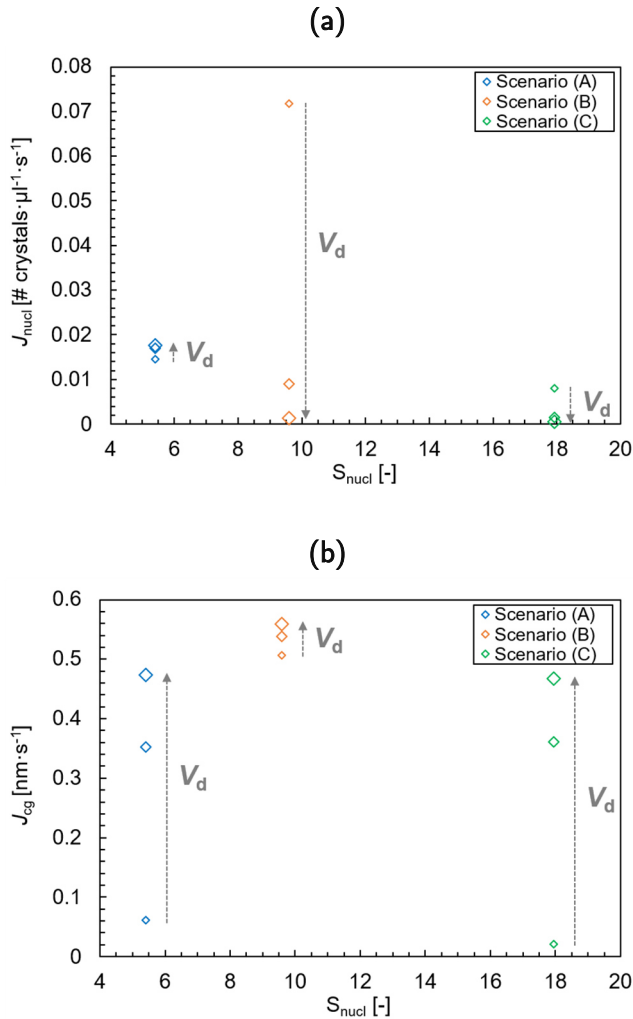 (a)
0.08
0.07
0.06
0.05
0.04
0.03
0.02
0.01
0
J_nucl [# crystals·µl⁻¹·s⁻¹]
Scenario (A)
Scenario (B)
Scenario (C)
V_d
V_d
V_d
4 6 8 10 12 14 16 18 20
S_nucl [-]
(b)
0.6
0.5
0.4
0.3
0.2
0.1
0
J_cg [nm·s⁻¹]
Scenario (A)
Scenario (B)
Scenario (C)
V_d
V_d
V_d
4 6 8 10 12 14 16 18 20
S_nucl [-]